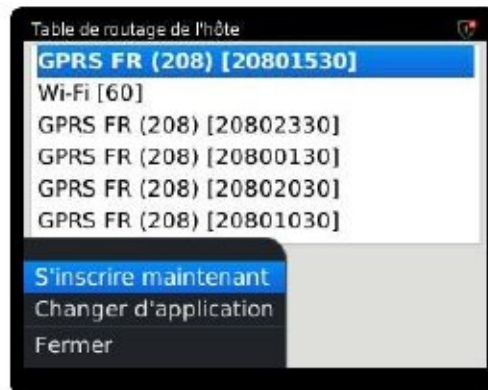 Table de routage de l'hôte
GPRS FR (208) [20801530]
Wi-Fi [60]
GPRS FR (208) [20802330]
GPRS FR (208) [20800130]
GPRS FR (208) [20802030]
GPRS FR (208) [20801030]
S'inscrire maintenant
Changer d'application
Fermer